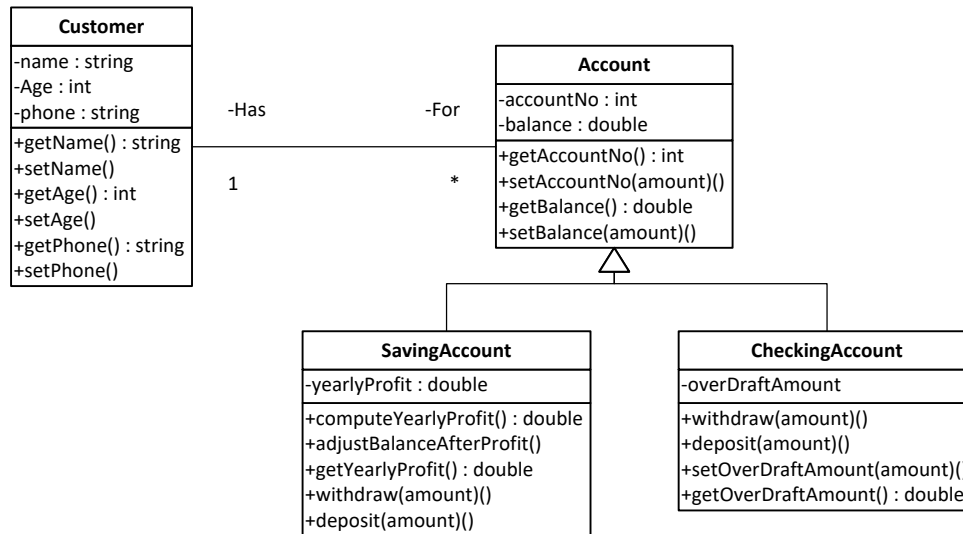 Customer
-name : string
-Age : int
-phone : string
+getName() : string
+setName()
+getAge() : int
+setAge()
+getPhone() : string
+setPhone()
-Has
-For
1
*
Account
-accountNo : int
-balance : double
+getAccountNo() : int
+setAccountNo(amount)()
+getBalance() : double
+setBalance(amount)()
SavingAccount
-yearlyProfit : double
+computeYearlyProfit() : double
+adjustBalanceAfterProfit()
+getYearlyProfit() : double
+withdraw(amount)()
+deposit(amount)()
CheckingAccount
-overDraftAmount
+withdraw(amount)()
+deposit(amount)()
+setOverDraftAmount(amount)()
+getOverDraftAmount() : double